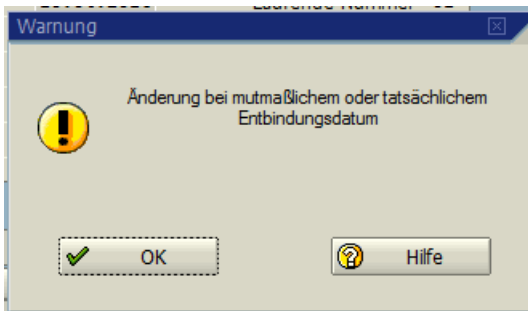 Warnung
Änderung bei mutmaßlichem oder tatsächlichem
Entbindungsdatum
OK
Hilfe